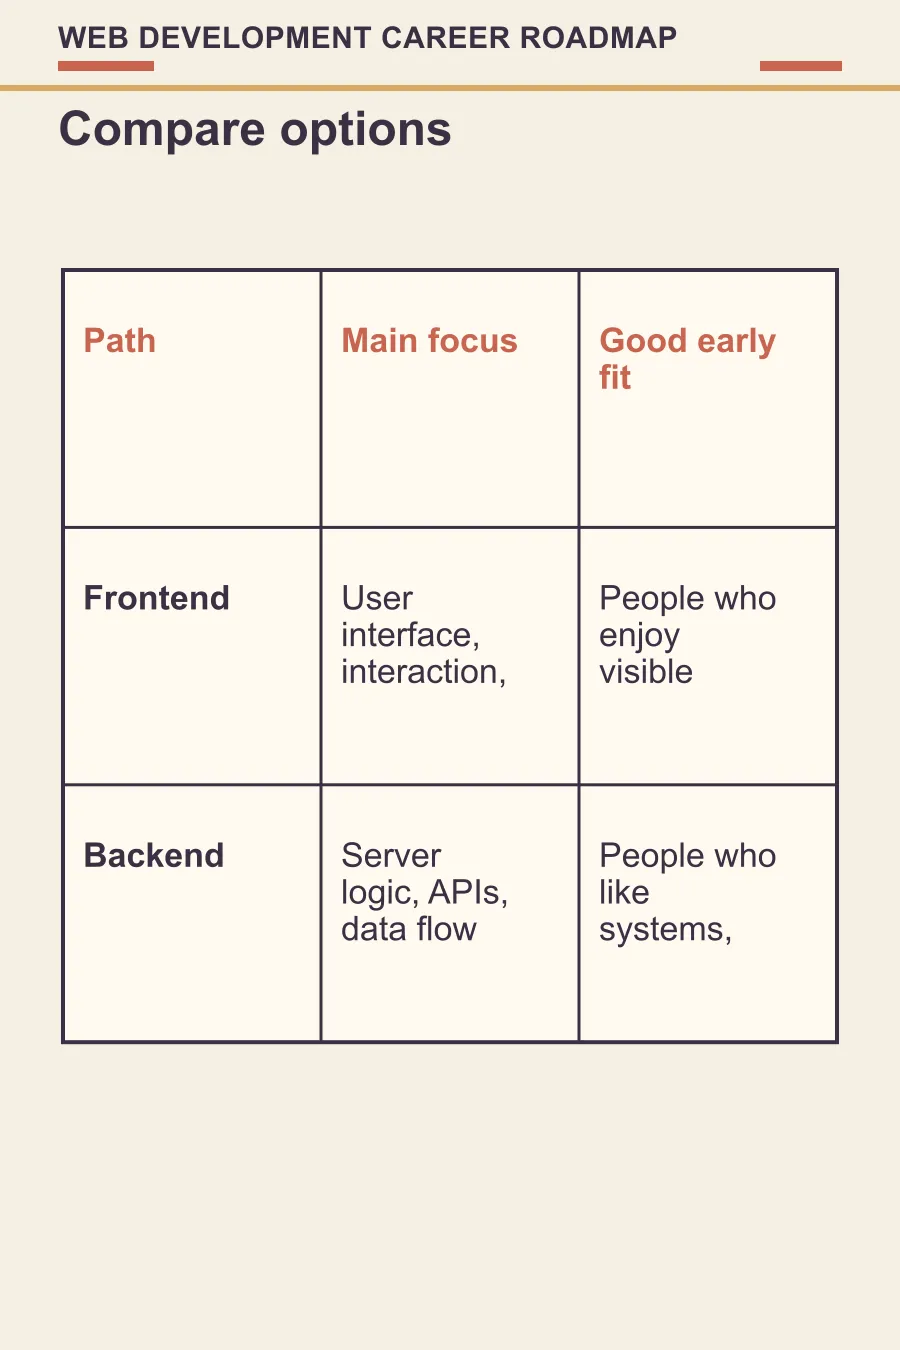 WEB DEVELOPMENT CAREER ROADMAP
Compare options
Path
Main focus
Good early
fit
Frontend
User
interface,
interaction,
People who
enjoy
visible
Backend
Server
logic, APIs,
data flow
People who
like
systems,